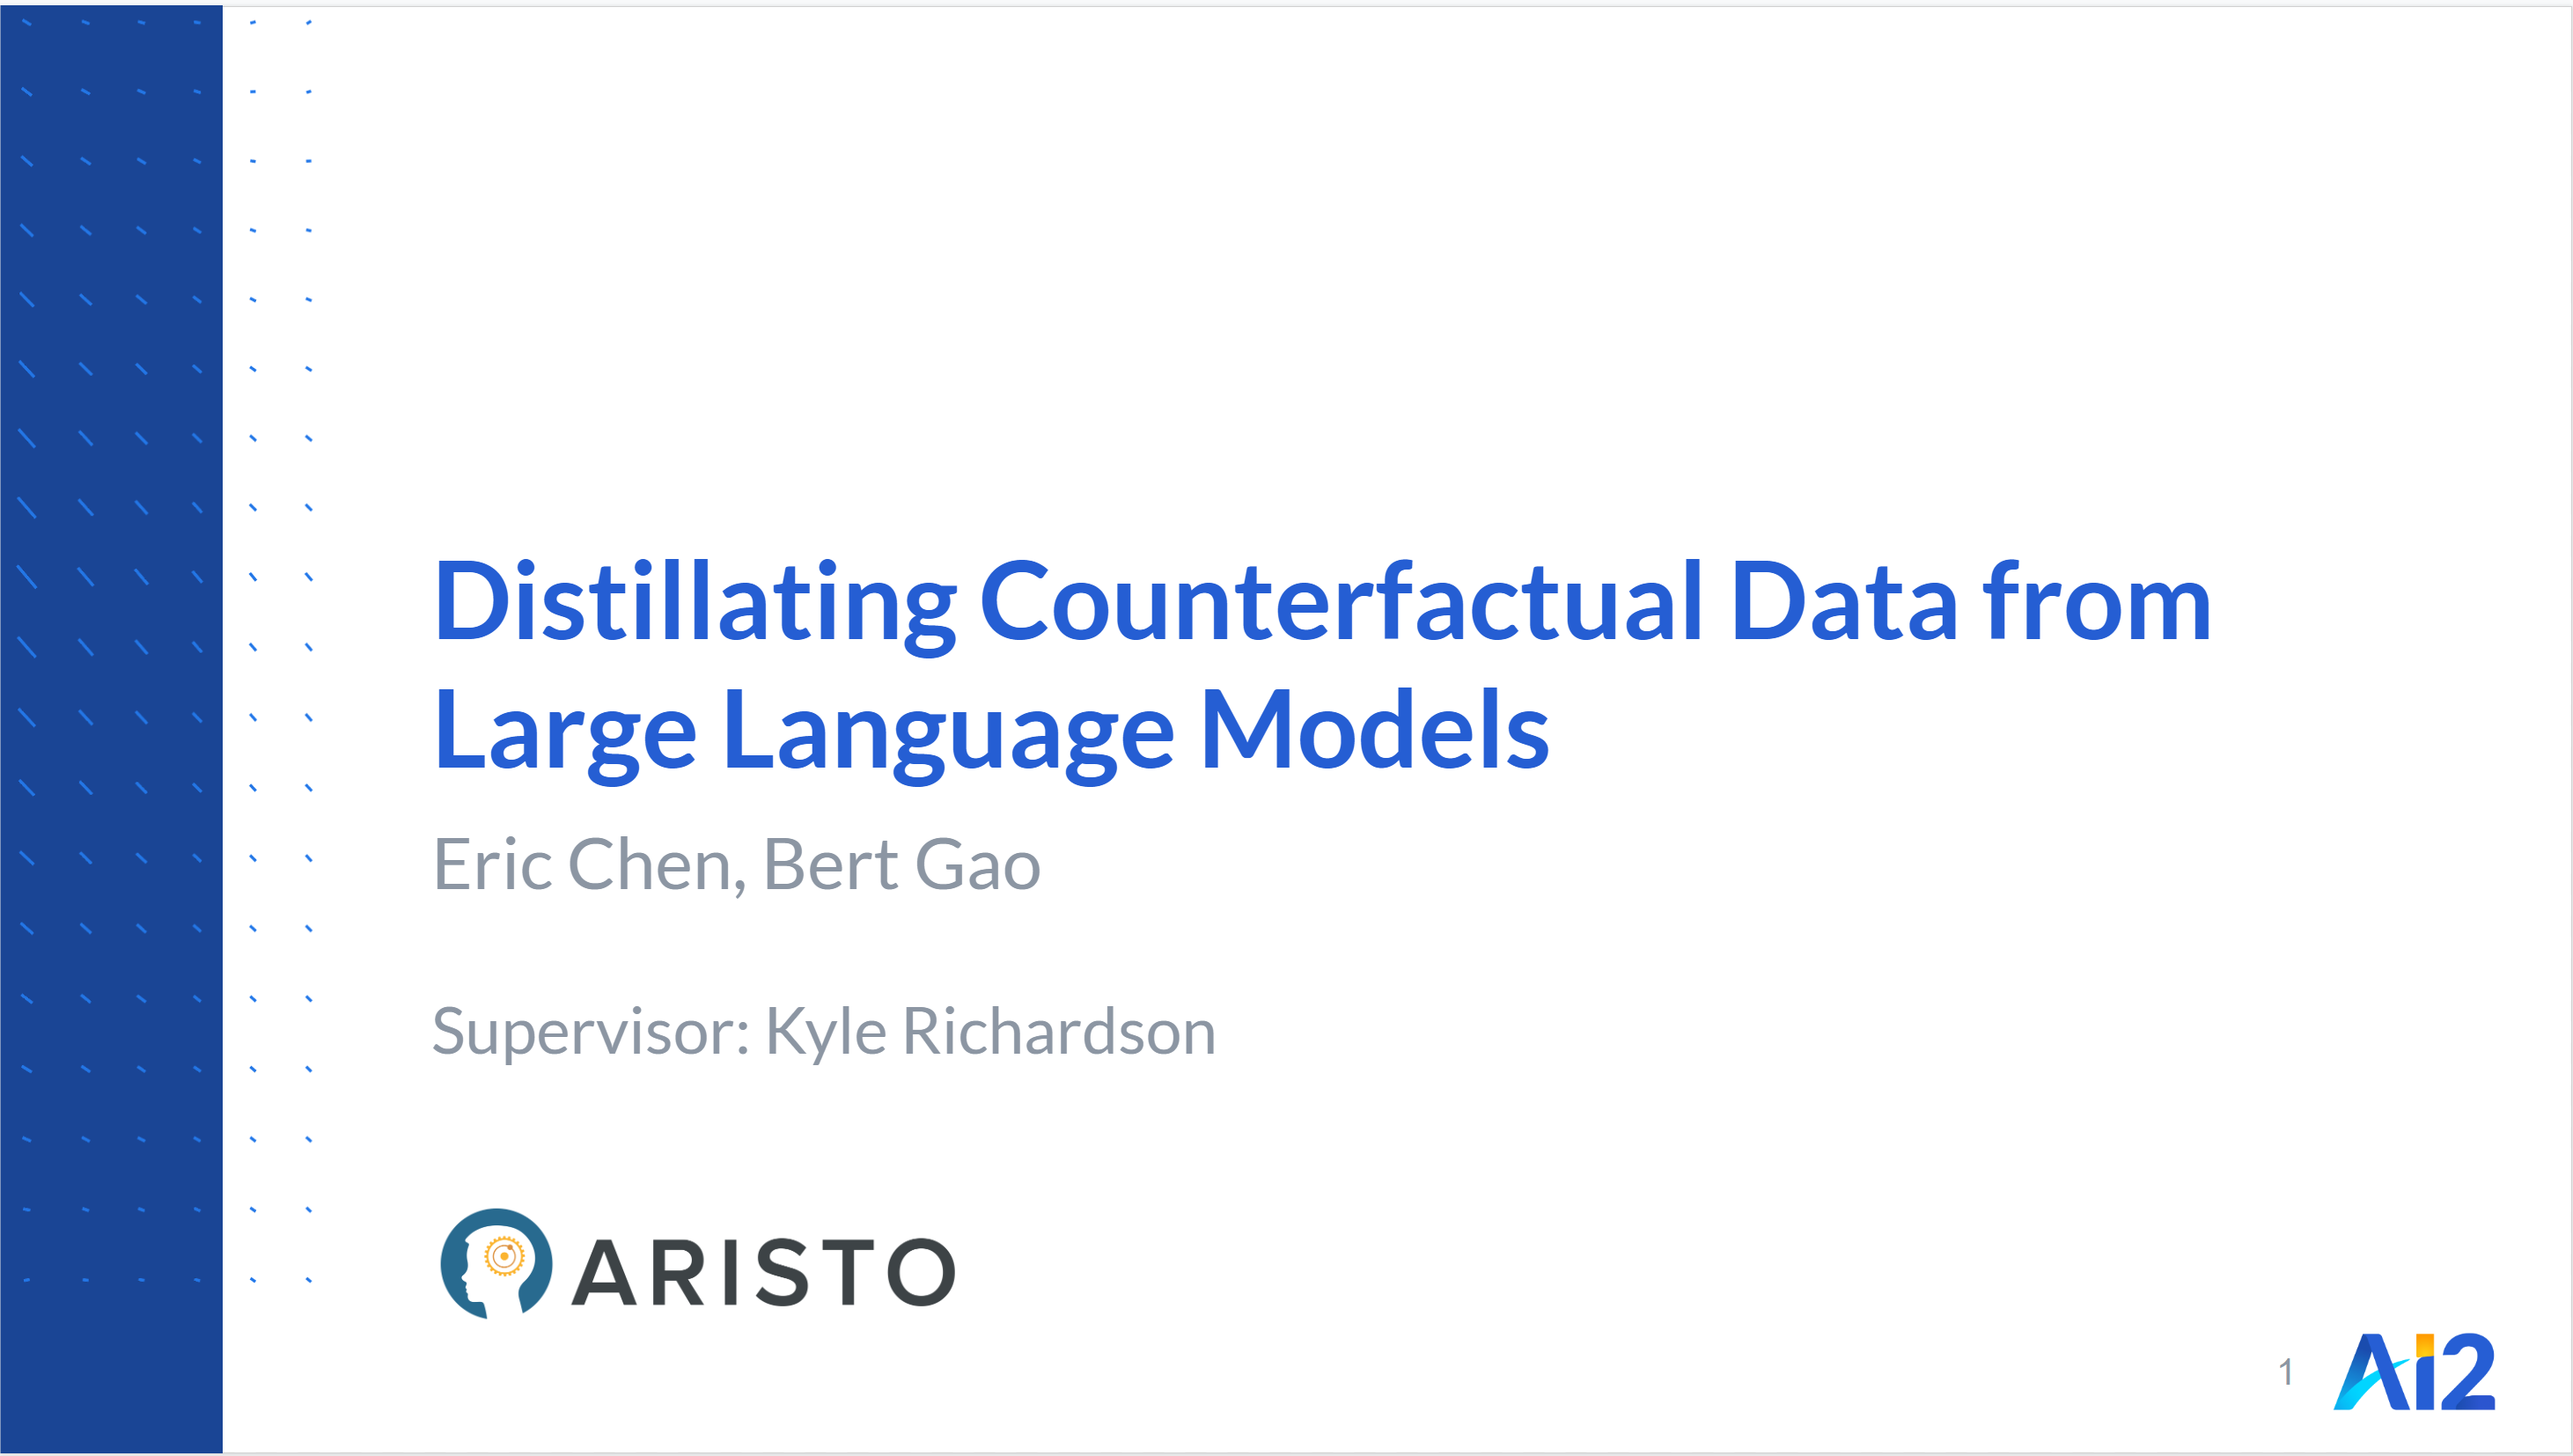 Distillating Counterfactual Data from
Large Language Models
Eric Chen, Bert Gao
Supervisor: Kyle Richardson
ARISTO
1
Ai2